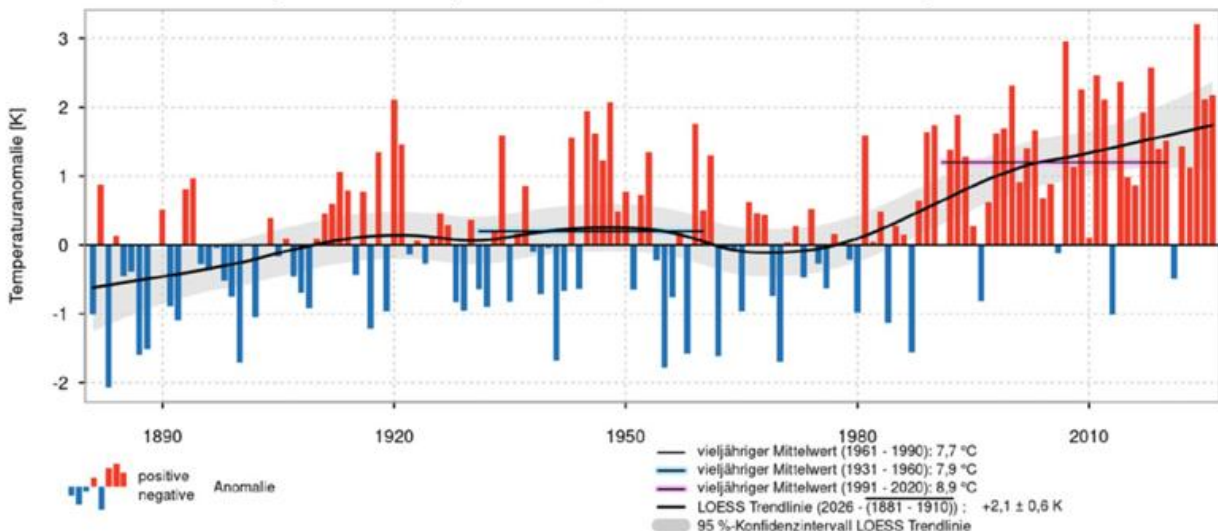 Temperaturanomalie [K]
3
2
1
0
-1
-2
1890 1920 1950 1980 2010
positive
negative
Anomalie
vieljähriger Mittelwert (1961 - 1990): 7,7 °C
vieljähriger Mittelwert (1931 - 1960): 7,9 °C
vieljähriger Mittelwert (1991 - 2020): 8,9 °C
LOESS Trendlinie (2026 - (1881 - 1910)) : +2,1 ± 0,6 K
95 %-Konfidenzintervall LOESS Trendlinie